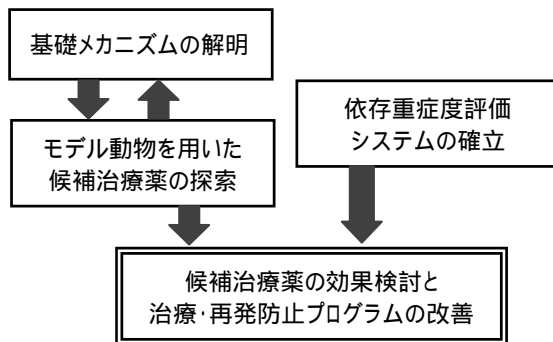 基礎メカニズムの解明
モデル動物を用いた
候補治療薬の探索
依存重症度評価
システムの確立
候補治療薬の効果検討と
治療・再発防止プログラムの改善